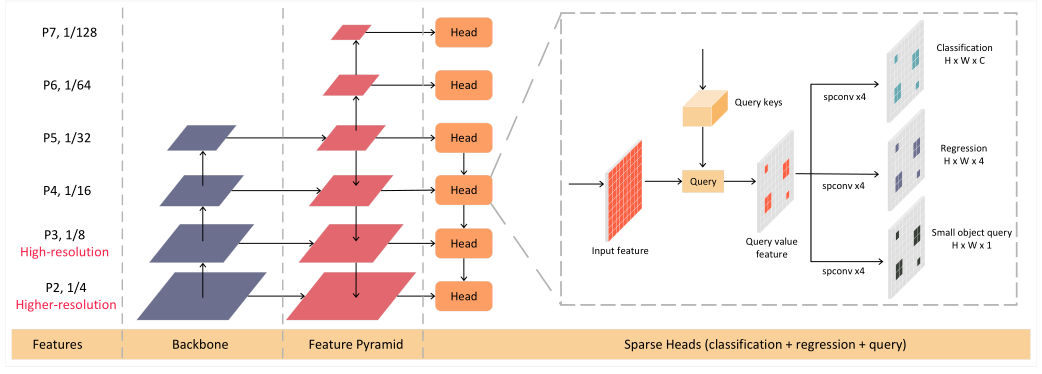 P7, 1/128
Head
P6, 1/64
Head
P5, 1/32
Head
P4, 1/16
Head
P3, 1/8
High-resolution
Head
P2, 1/4
Higher-resolution
Head
Query keys
Input feature
Query
Query value
feature
spconv x4
Classification
H x W x C
spconv x4
Regression
H x W x 4
spconv x4
Small object query
H x W x 1
Features
Backbone
Feature Pyramid
Sparse Heads (classification + regression + query)